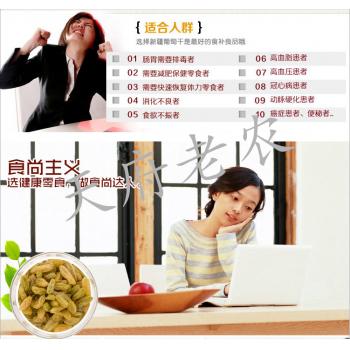 适合人群
选择新疆葡萄干是最好的食补良品哦
01 肠胃需要排毒者
02 需要减肥保健零食者
03 需要快速恢复体力零食者
04 消化不良者
05 食欲不振者
06 高血脂患者
07 高血压患者
08 冠心病患者
09 动脉硬化患者
10 癌症患者、便秘者..
食尚主义
选健康零食，做食尚达人
天府老农